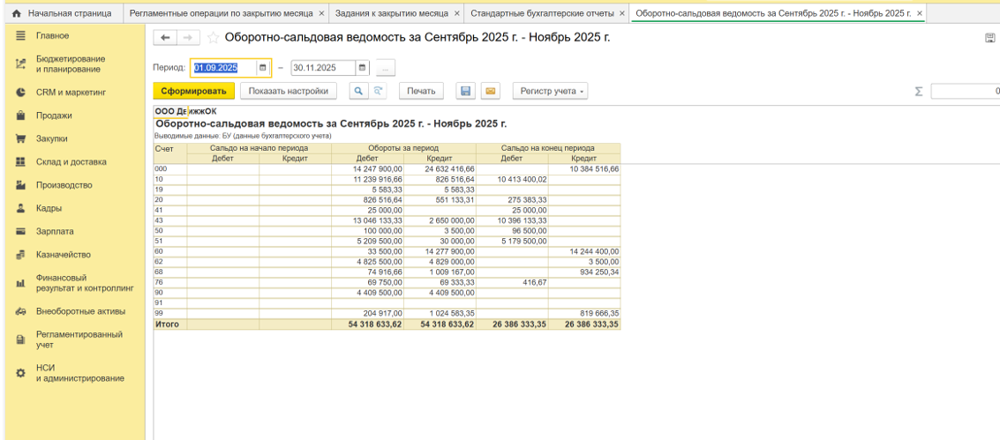 Начальная страница Регламентные операции по закрытию месяца × Задания к закрытию месяца × Стандартные бухгалтерские отчеты × Оборотно-сальдовая ведомость за Сентябрь 2025 г. - Ноябрь 2025 г. ×
Главное
Бюджетирование
и планирование
CRM и маркетинг
Продажи
Закупки
Склад и доставка
Производство
Кадры
Зарплата
Казначейство
Финансовый
результат и контроллинг
Внеоборотные активы
Регламентированный
учет
НСИ
и администрирование
Оборотно-сальдовая ведомость за Сентябрь 2025 г. - Ноябрь 2025 г.
Период: 01.09.2025 – 30.11.2025 ...
Сформировать Показать настройки Печать Регистр учета Σ 0
ООО ДвижкОК
Оборотно-сальдовая ведомость за Сентябрь 2025 г. - Ноябрь 2025 г.
Выводимые данные: БУ (данные бухгалтерского учета)
Счет Сальдо на начало периода Обороты за период Сальдо на конец периода
Дебет Кредит Дебет Кредит Дебет Кредит
000 14 247 900,00 24 632 416,66 10 384 516,66
10 11 239 916,66 826 516,64 10 413 400,02
19 5 583,33 5 583,33
20 826 516,64 551 133,31 275 383,33
41 25 000,00 25 000,00
43 13 046 133,33 2 650 000,00 10 396 133,33
50 100 000,00 3 500,00 96 500,00
51 5 209 500,00 30 000,00 5 179 500,00
60 33 500,00 14 277 900,00 14 244 400,00
62 4 825 500,00 4 829 000,00 3 500,00
68 74 916,66 1 009 167,00 934 250,34
76 69 750,00 69 333,33 416,67
90 4 409 500,00 4 409 500,00
91
99 204 917,00 1 024 583,35 819 666,35
Итого 54 318 633,62 54 318 633,62 26 386 333,35 26 386 333,35